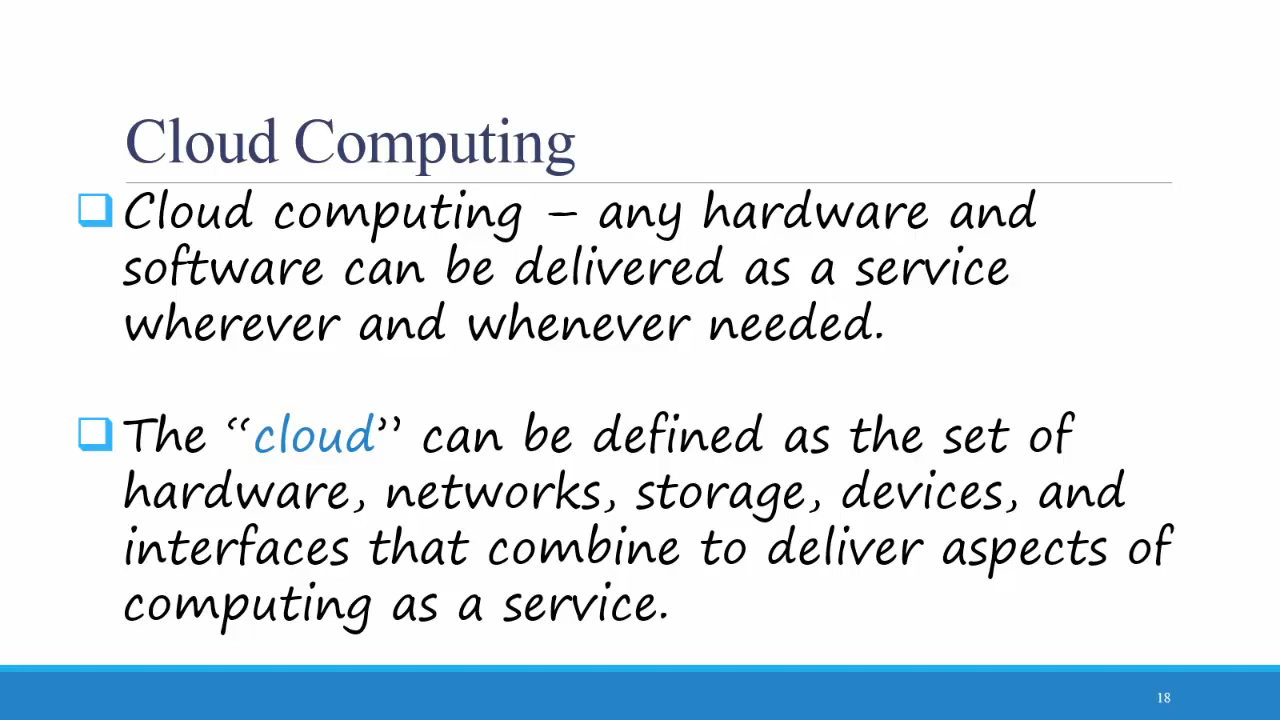 Cloud Computing
Cloud computing – any hardware and
software can be delivered as a service
wherever and whenever needed.
The “cloud” can be defined as the set of
hardware, networks, storage, devices, and
interfaces that combine to deliver aspects of
computing as a service.
18